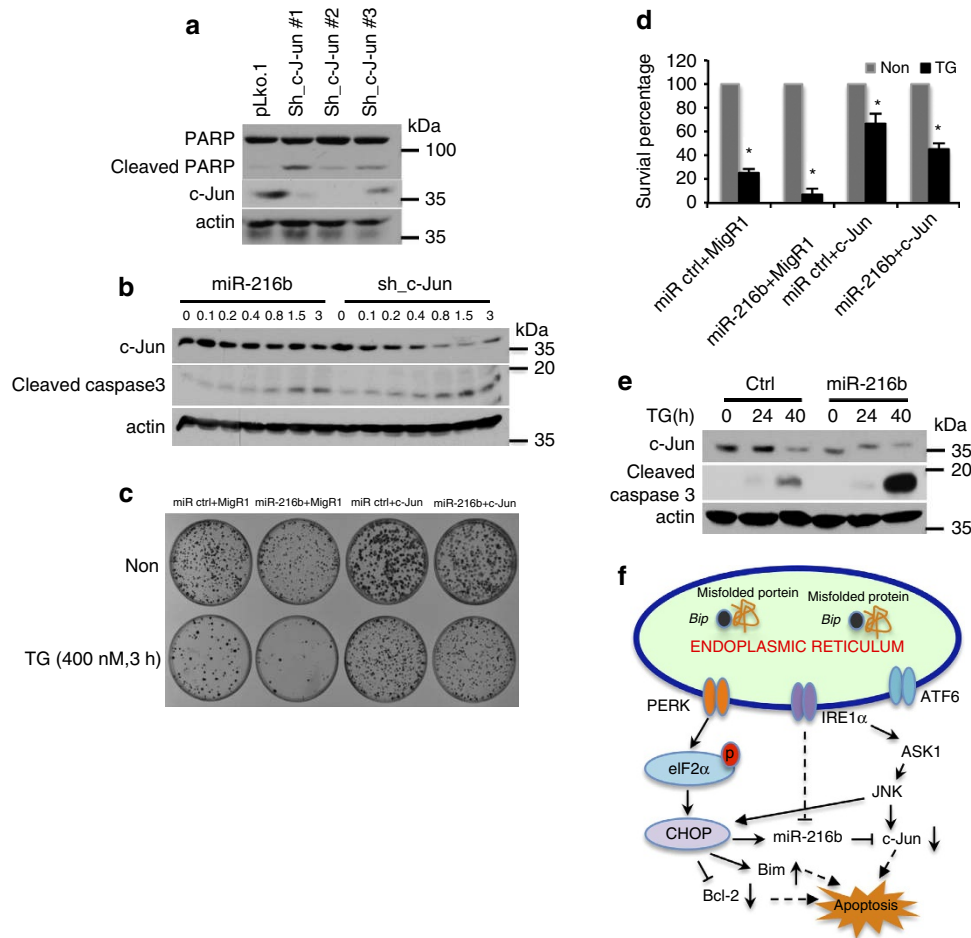 a
pLko.1
Sh_c-J-un #1
Sh_c-J-un #2
Sh_c-J-un #3
kDa
PARP
100
Cleaved PARP
c-Jun
35
actin
35
b
miR-216b sh_c-Jun
0 0.1 0.2 0.4 0.8 1.5 3 0 0.1 0.2 0.4 0.8 1.5 3
kDa
c-Jun
35
20
Cleaved caspase3
actin
35
c
miR ctrl+MigR1 miR-216b+MigR1 miR ctrl+c-Jun miR-216b+c-Jun
Non
TG (400 nM,3 h)
d
Survial percentage
120
100
80
60
40
20
0
Non TG
* * * *
miR ctrl+MigR1
miR-216b+MigR1
miR ctrl+c-Jun
miR-216b+c-Jun
e
Ctrl miR-216b
TG(h) 0 24 40 0 24 40
kDa
c-Jun
35
20
Cleaved
caspase 3
actin
35
f
Misfolded portein
Misfolded protein
Bip
Bip
ENDOPLASMIC RETICULUM
PERK
IRE1α
ATF6
ASK1
eIF2α
p
JNK
CHOP
miR-216b
c-Jun
Bim
Bcl-2
Apoptosis